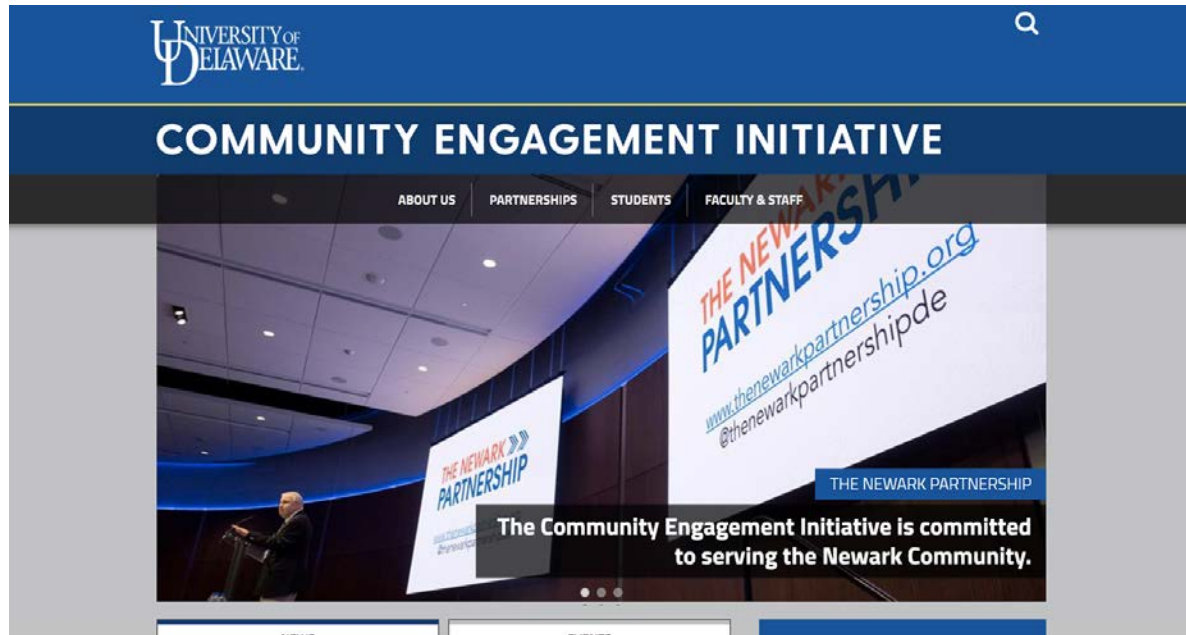 UNIVERSITY OF
DELAWARE.
COMMUNITY ENGAGEMENT INITIATIVE
ABOUT US PARTNERSHIPS STUDENTS FACULTY & STAFF
THE NEWARK
PARTNERSHIP
www.thenewarkpartnership.org
@thenewarkpartnershipde
THE NEWARK
PARTNERSHIP
THE NEWARK PARTNERSHIP
The Community Engagement Initiative is committed
to serving the Newark Community.